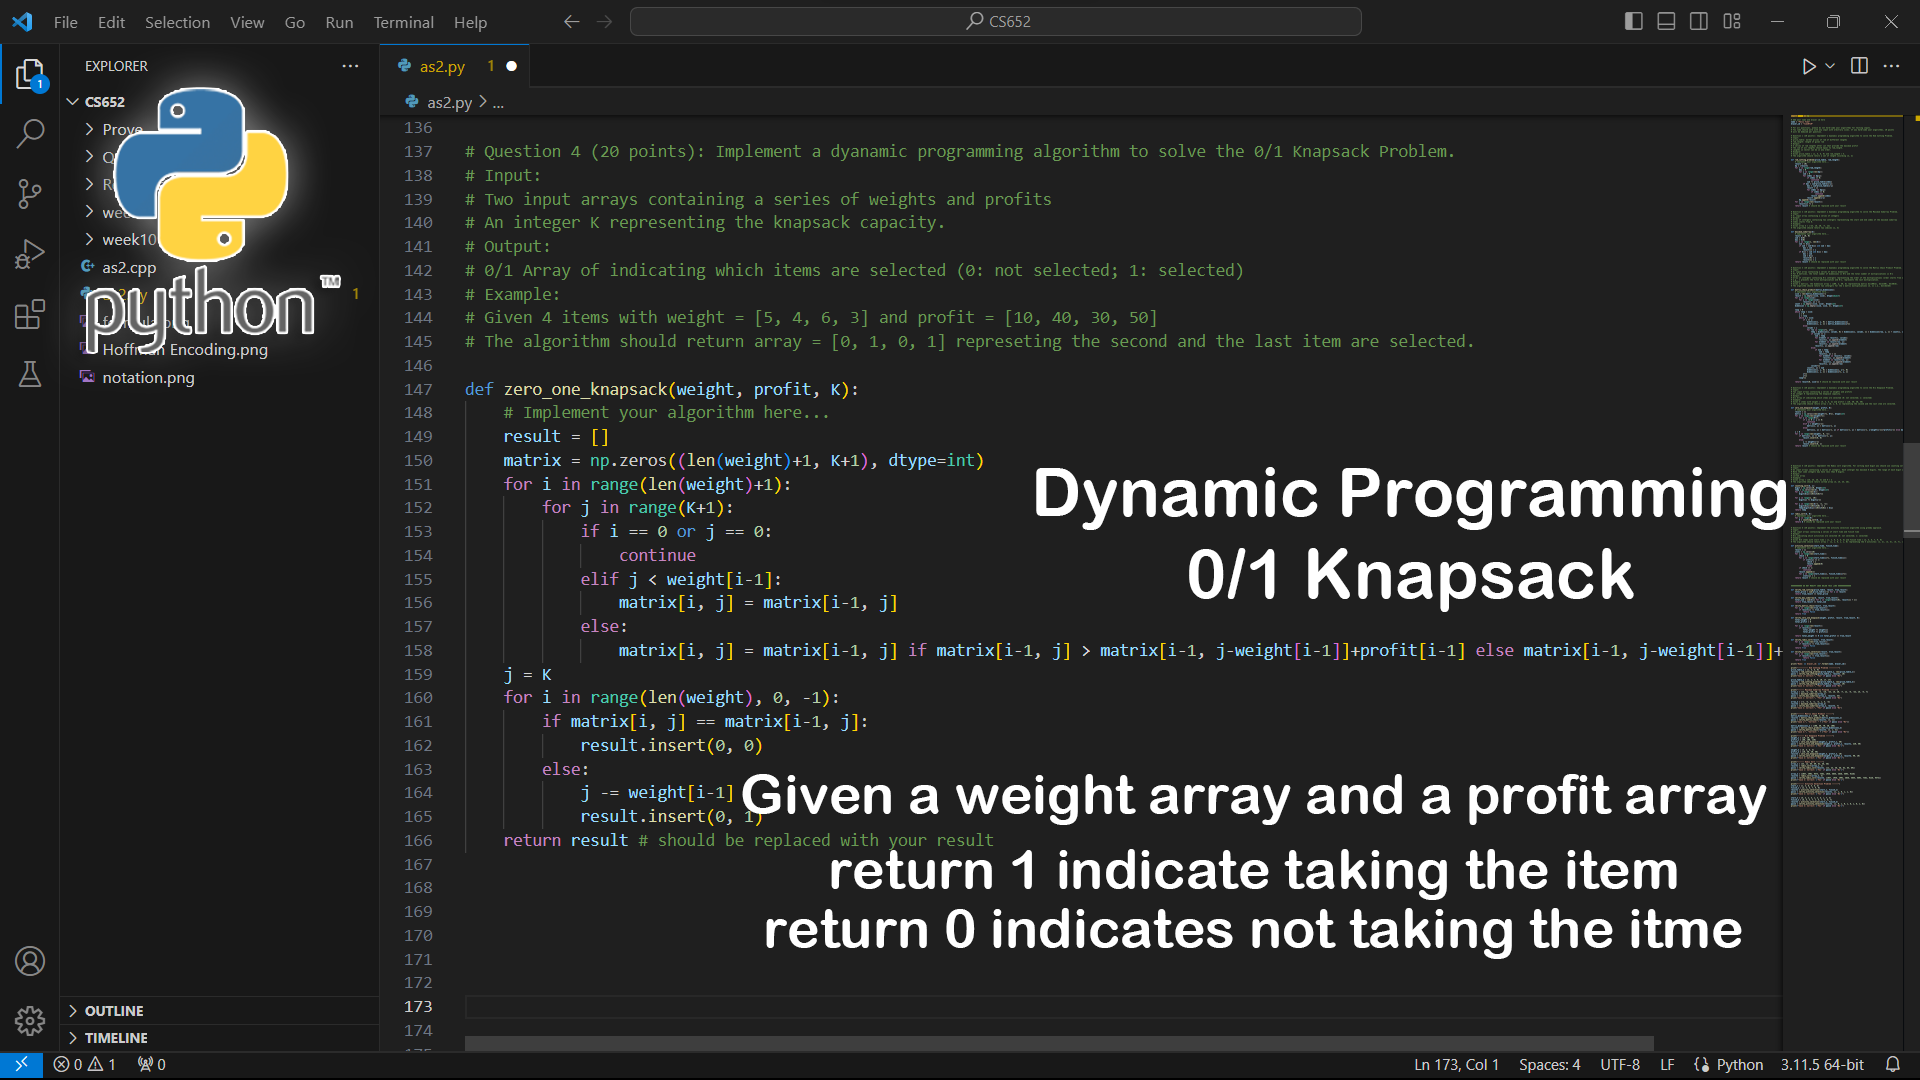 File Edit Selection View Go Run Terminal Help
CS652
EXPLORER
CS652
Prove
week10
as2.cpp
Hoffman Encoding.png
notation.png
python™
1
1
OUTLINE
TIMELINE
as2.py 1
as2.py > ...
136
137 # Question 4 (20 points): Implement a dyanamic programming algorithm to solve the 0/1 Knapsack Problem.
138 # Input:
139 # Two input arrays containing a series of weights and profits
140 # An integer K representing the knapsack capacity.
141 # Output:
142 # 0/1 Array of indicating which items are selected (0: not selected; 1: selected)
143 # Example:
144 # Given 4 items with weight = [5, 4, 6, 3] and profit = [10, 40, 30, 50]
145 # The algorithm should return array = [0, 1, 0, 1] represeting the second and the last item are selected.
146
147 def zero_one_knapsack(weight, profit, K):
148 # Implement your algorithm here...
149 result = []
150 matrix = np.zeros((len(weight)+1, K+1), dtype=int)
151 for i in range(len(weight)+1):
152 for j in range(K+1):
153 if i == 0 or j == 0:
154 continue
155 elif j < weight[i-1]:
156 matrix[i, j] = matrix[i-1, j]
157 else:
158 matrix[i, j] = matrix[i-1, j] if matrix[i-1, j] > matrix[i-1, j-weight[i-1]]+profit[i-1] else matrix[i-1, j-weight[i-1]]+
159 j = K
160 for i in range(len(weight), 0, -1):
161 if matrix[i, j] == matrix[i-1, j]:
162 result.insert(0, 0)
163 else:
164 j -= weight[i-1]
165 result.insert(0, 1)
166 return result # should be replaced with your result
167
168
169
170
171
172
173
174
Dynamic Programming
0/1 Knapsack
Given a weight array and a profit array
return 1 indicate taking the item
return 0 indicates not taking the itme
0 1 0
Ln 173, Col 1 Spaces: 4 UTF-8 LF Python 3.11.5 64-bit